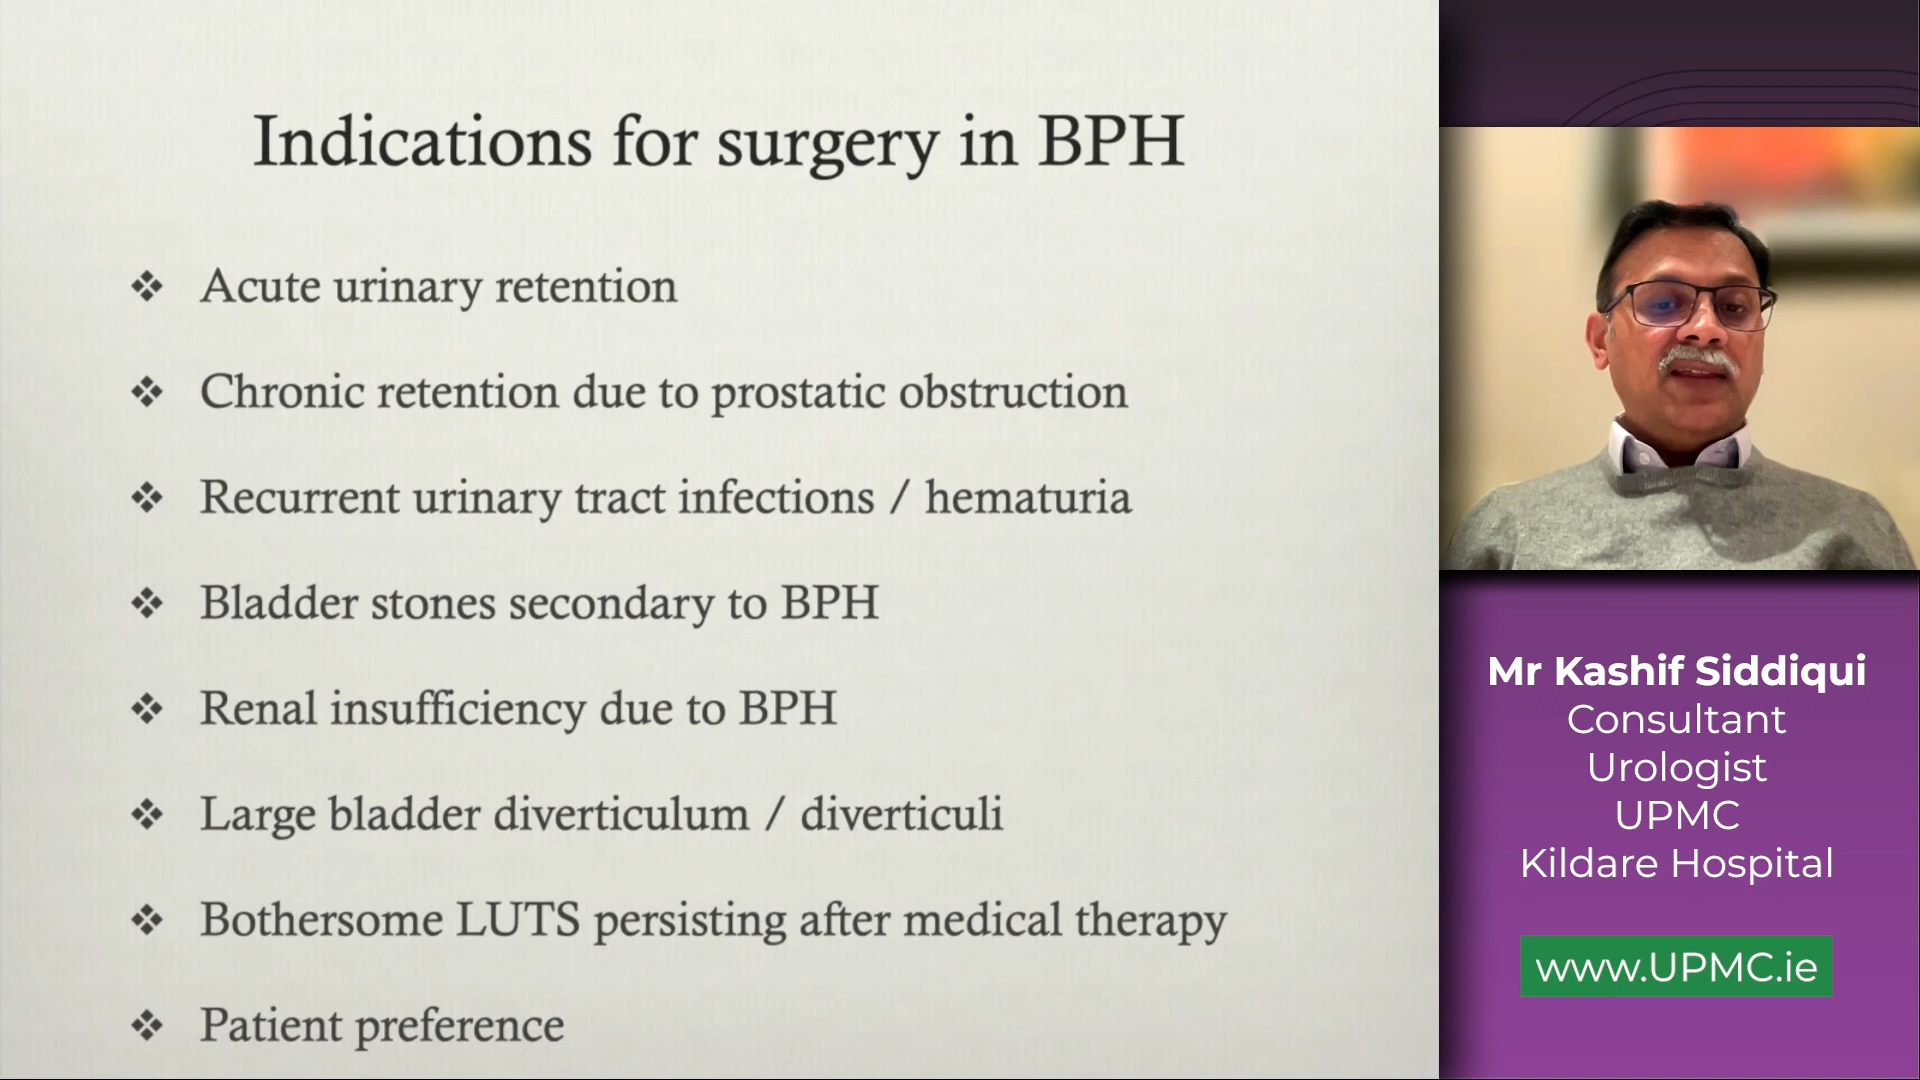 Indications for surgery in BPH
❖ Acute urinary retention
❖ Chronic retention due to prostatic obstruction
❖ Recurrent urinary tract infections / hematuria
❖ Bladder stones secondary to BPH
❖ Renal insufficiency due to BPH
❖ Large bladder diverticulum / diverticuli
❖ Bothersome LUTS persisting after medical therapy
❖ Patient preference
Mr Kashif Siddiqui
Consultant
Urologist
UPMC
Kildare Hospital
www.UPMC.ie